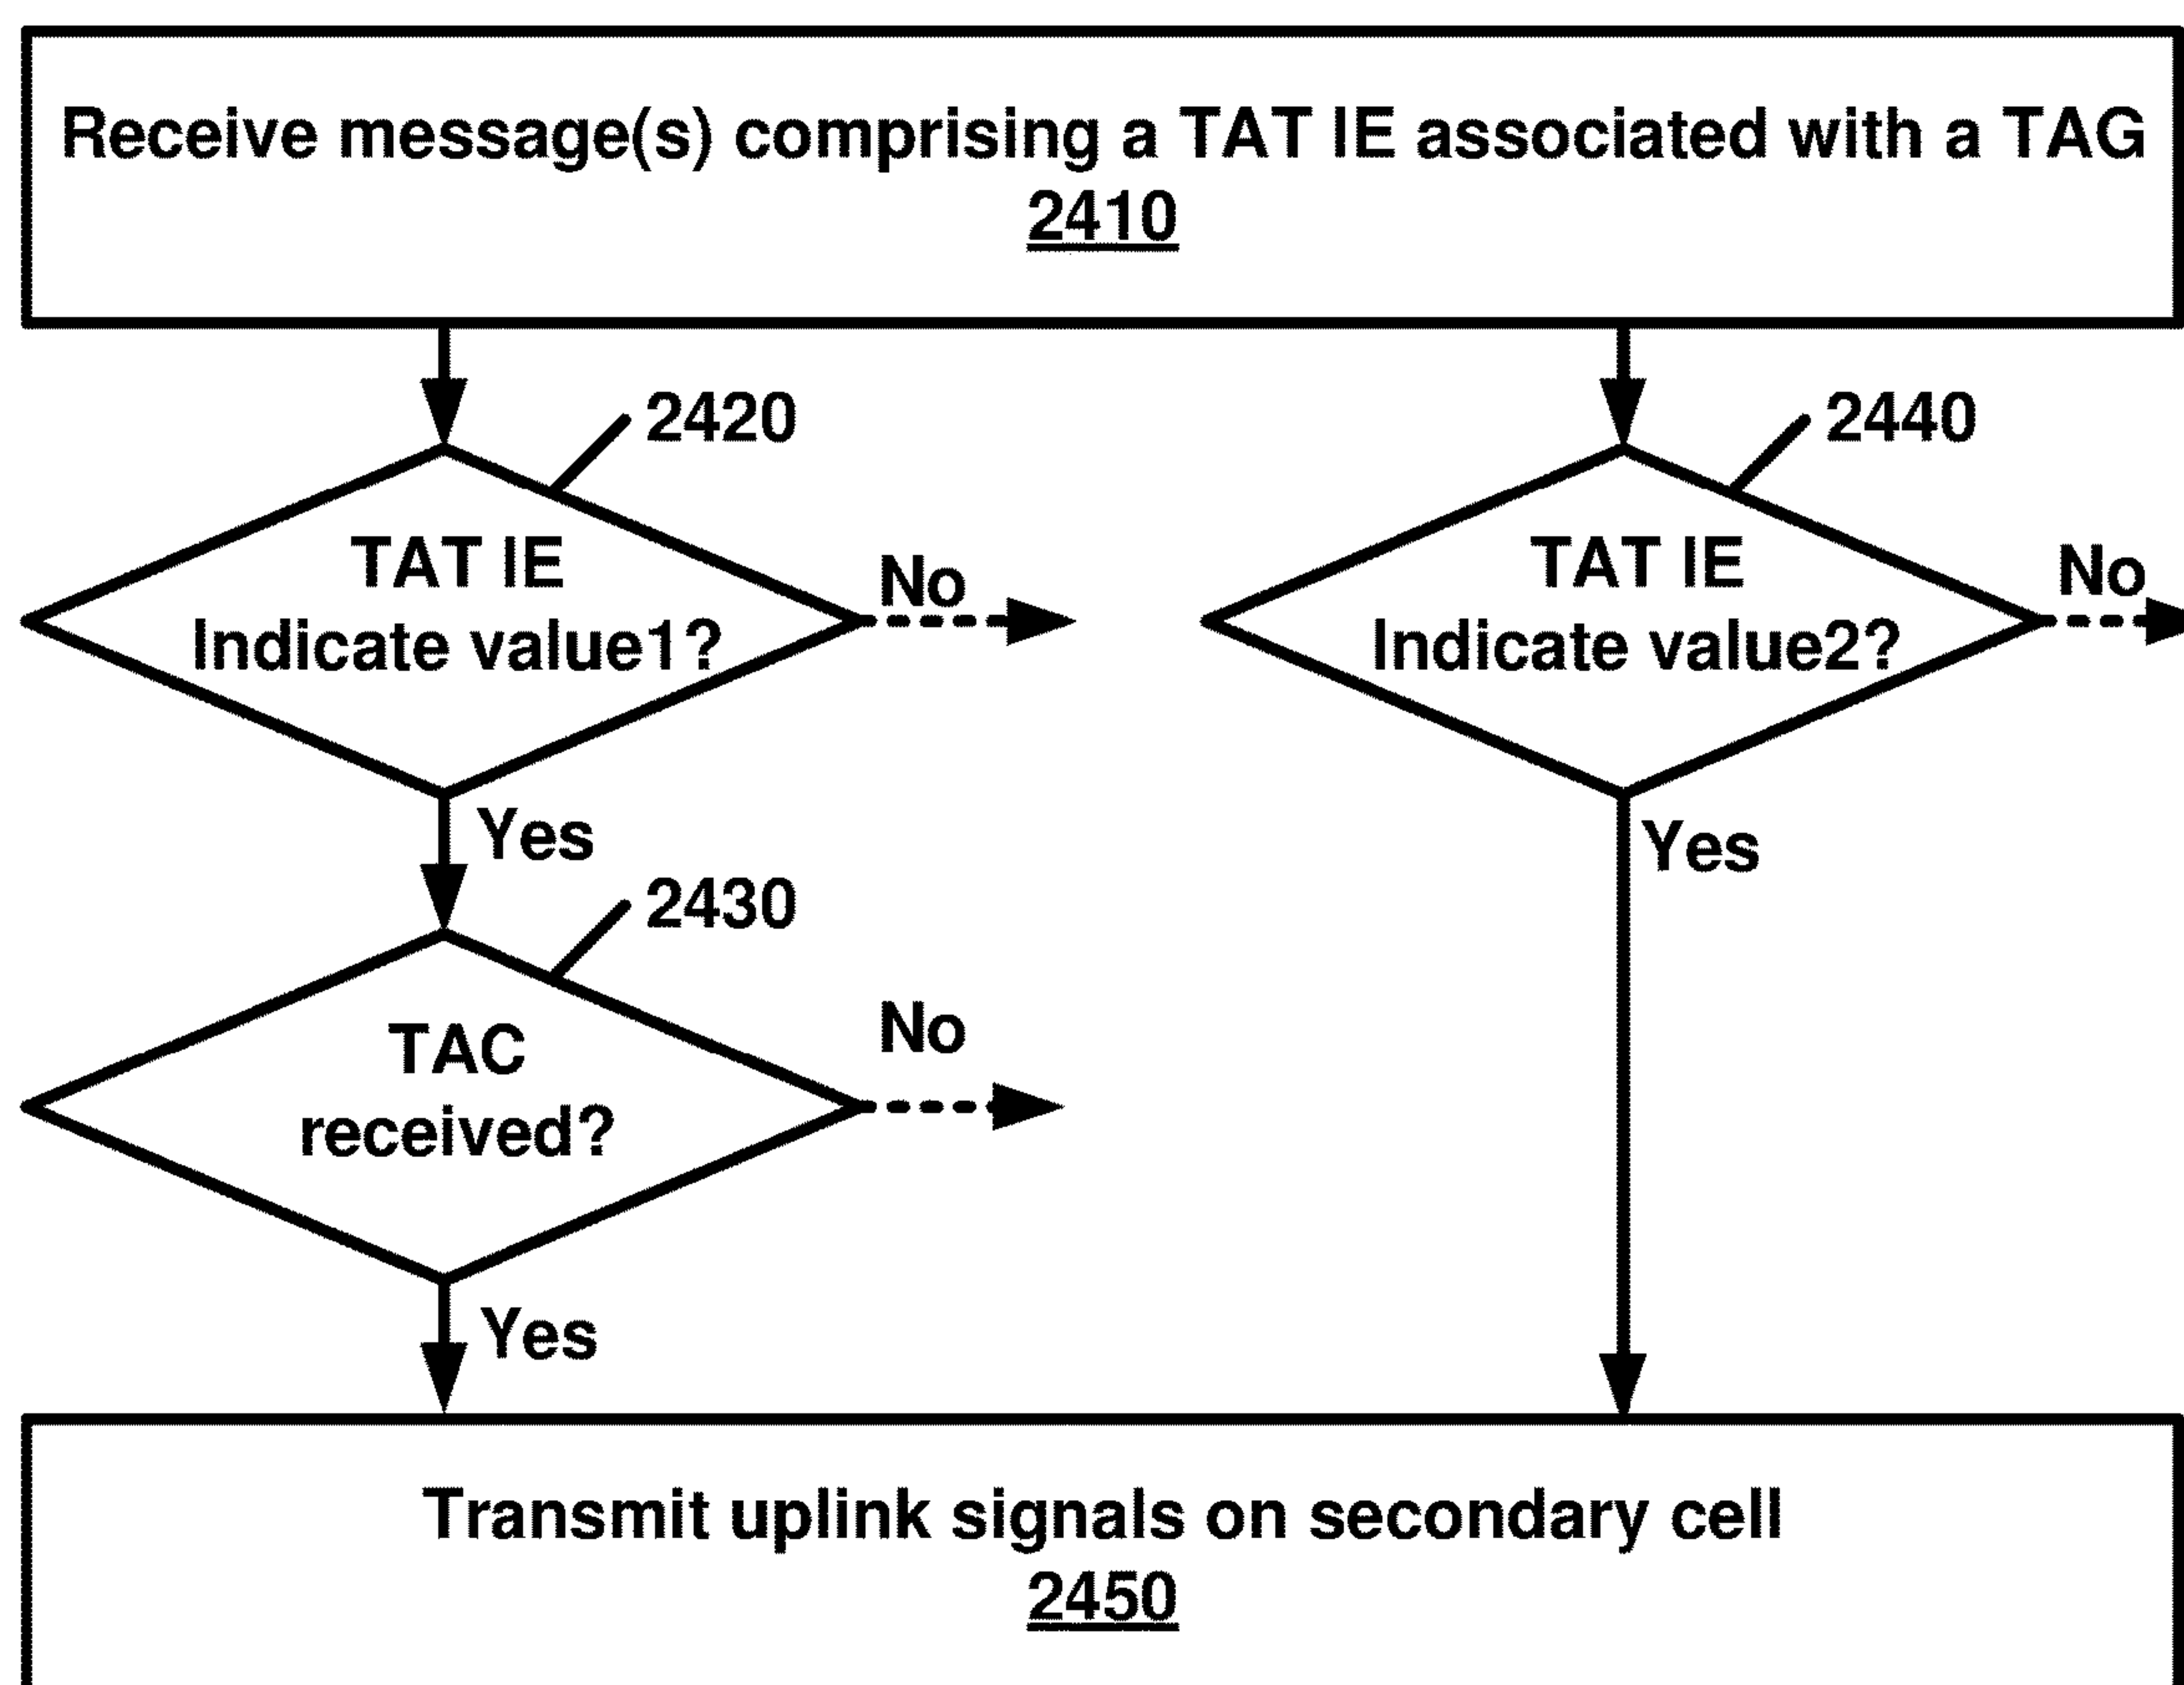 Receive message(s) comprising a TAT IE associated with a TAG
2410
2420
TAT IE
Indicate value1?
No
Yes
2440
TAT IE
Indicate value2?
No
Yes
2430
TAC
received?
No
Yes
Transmit uplink signals on secondary cell
2450